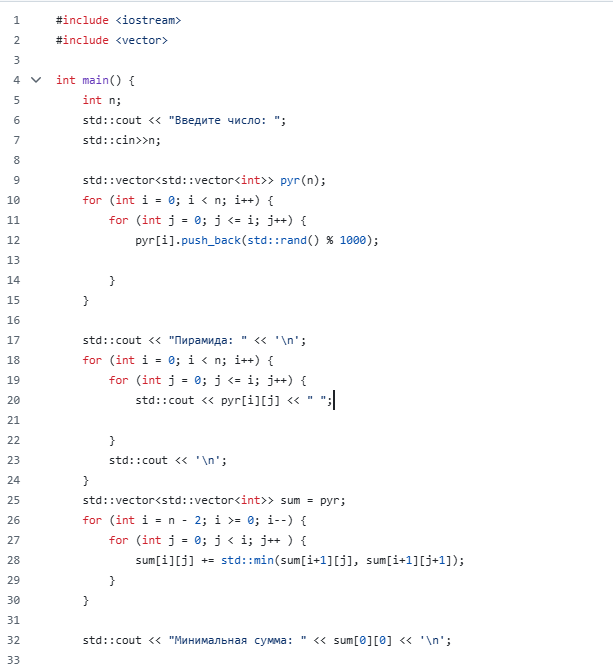 1 #include <iostream>
2 #include <vector>
3
4 int main() {
5 int n;
6 std::cout << "Введите число: ";
7 std::cin>>n;
8
9 std::vector<std::vector<int>> pyr(n);
10 for (int i = 0; i < n; i++) {
11 for (int j = 0; j <= i; j++) {
12 pyr[i].push_back(std::rand() % 1000);
13
14 }
15 }
16
17 std::cout << "Пирамида: " << '\n';
18 for (int i = 0; i < n; i++) {
19 for (int j = 0; j <= i; j++) {
20 std::cout << pyr[i][j] << " ";
21
22 }
23 std::cout << '\n';
24 }
25 std::vector<std::vector<int>> sum = pyr;
26 for (int i = n - 2; i >= 0; i--) {
27 for (int j = 0; j < i; j++ ) {
28 sum[i][j] += std::min(sum[i+1][j], sum[i+1][j+1]);
29 }
30 }
31
32 std::cout << "Минимальная сумма: " << sum[0][0] << '\n';
33